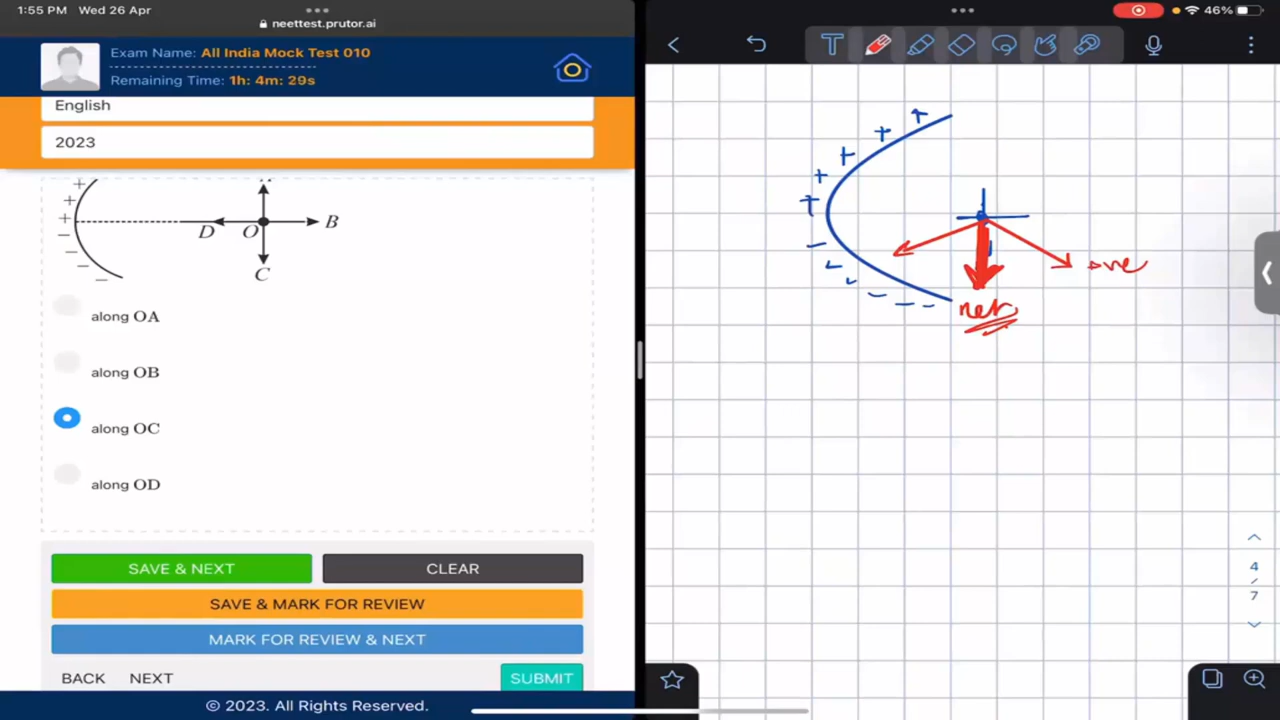 1:55 PM Wed 26 Apr
neettest.prutor.ai
46%
Exam Name: All India Mock Test 010
Remaining Time: 1h: 4m: 29s
English
2023
D O B
C
along OA
along OB
along OC
along OD
SAVE & NEXT
CLEAR
SAVE & MARK FOR REVIEW
MARK FOR REVIEW & NEXT
BACK NEXT SUBMIT
© 2023. All Rights Reserved.
T
+ve
net
4
/
7